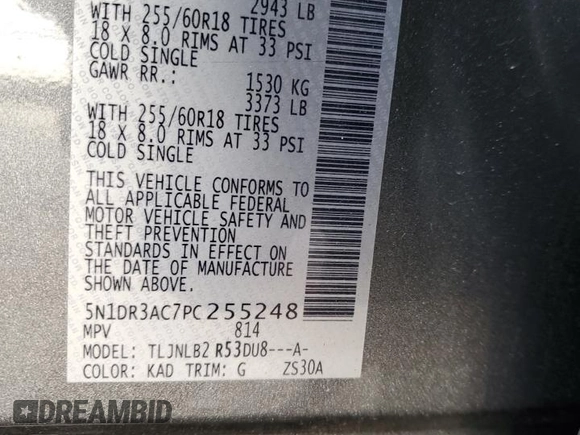 2943 LB
WITH 255/60R18 TIRES
18 X 8.0 RIMS AT 33 PSI
COLD SINGLE
GAWR RR.: 1530 KG
3373 LB
WITH 255/60R18 TIRES
18 X 8.0 RIMS AT 33 PSI
COLD SINGLE
THIS VEHICLE CONFORMS TO
ALL APPLICABLE FEDERAL
MOTOR VEHICLE SAFETY AND
THEFT PREVENTION
STANDARDS IN EFFECT ON
THE DATE OF MANUFACTURE
SHOWN ABOVE.
5N1DR3AC7PC255248
MPV 814
MODEL: TLJNLB2 R53DU8---A-
COLOR: KAD TRIM: G ZS30A
DREAMBID